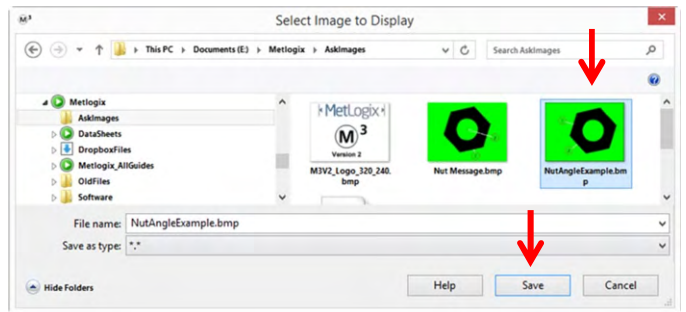 M³
Select Image to Display
This PC Documents (E:) Metlogix AskImages
Search AskImages
Metlogix
AskImages
DataSheets
DropboxFiles
Metlogix_AllGuides
OldFiles
Software
MetLogix
M3
Version 2
M3V2_Logo_320_240.
bmp
Nut Message.bmp
NutAngleExample.bm
p
File name: NutAngleExample.bmp
Save as type: *.*
Hide Folders
Help Save Cancel